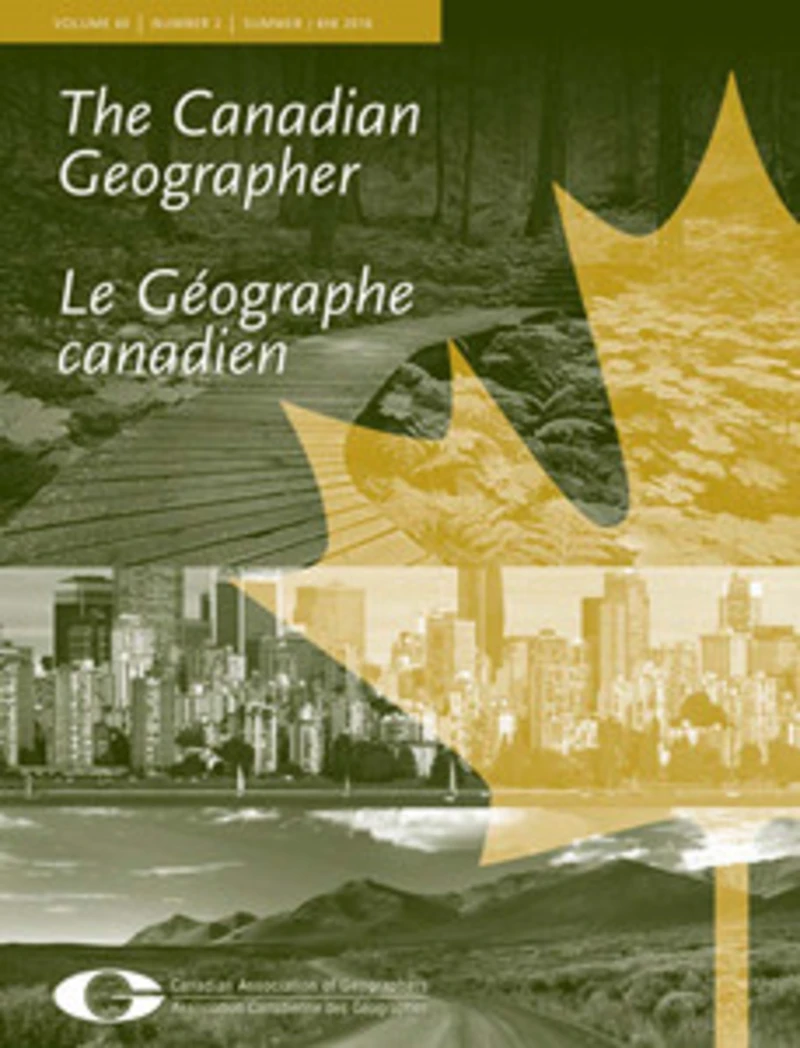 VOLUME 60 | NUMBER 2 | SUMMER / été 2016
The Canadian
Geographer
Le Géographe
canadien
Canadian Association of Geographers
Association Canadienne des Géographes